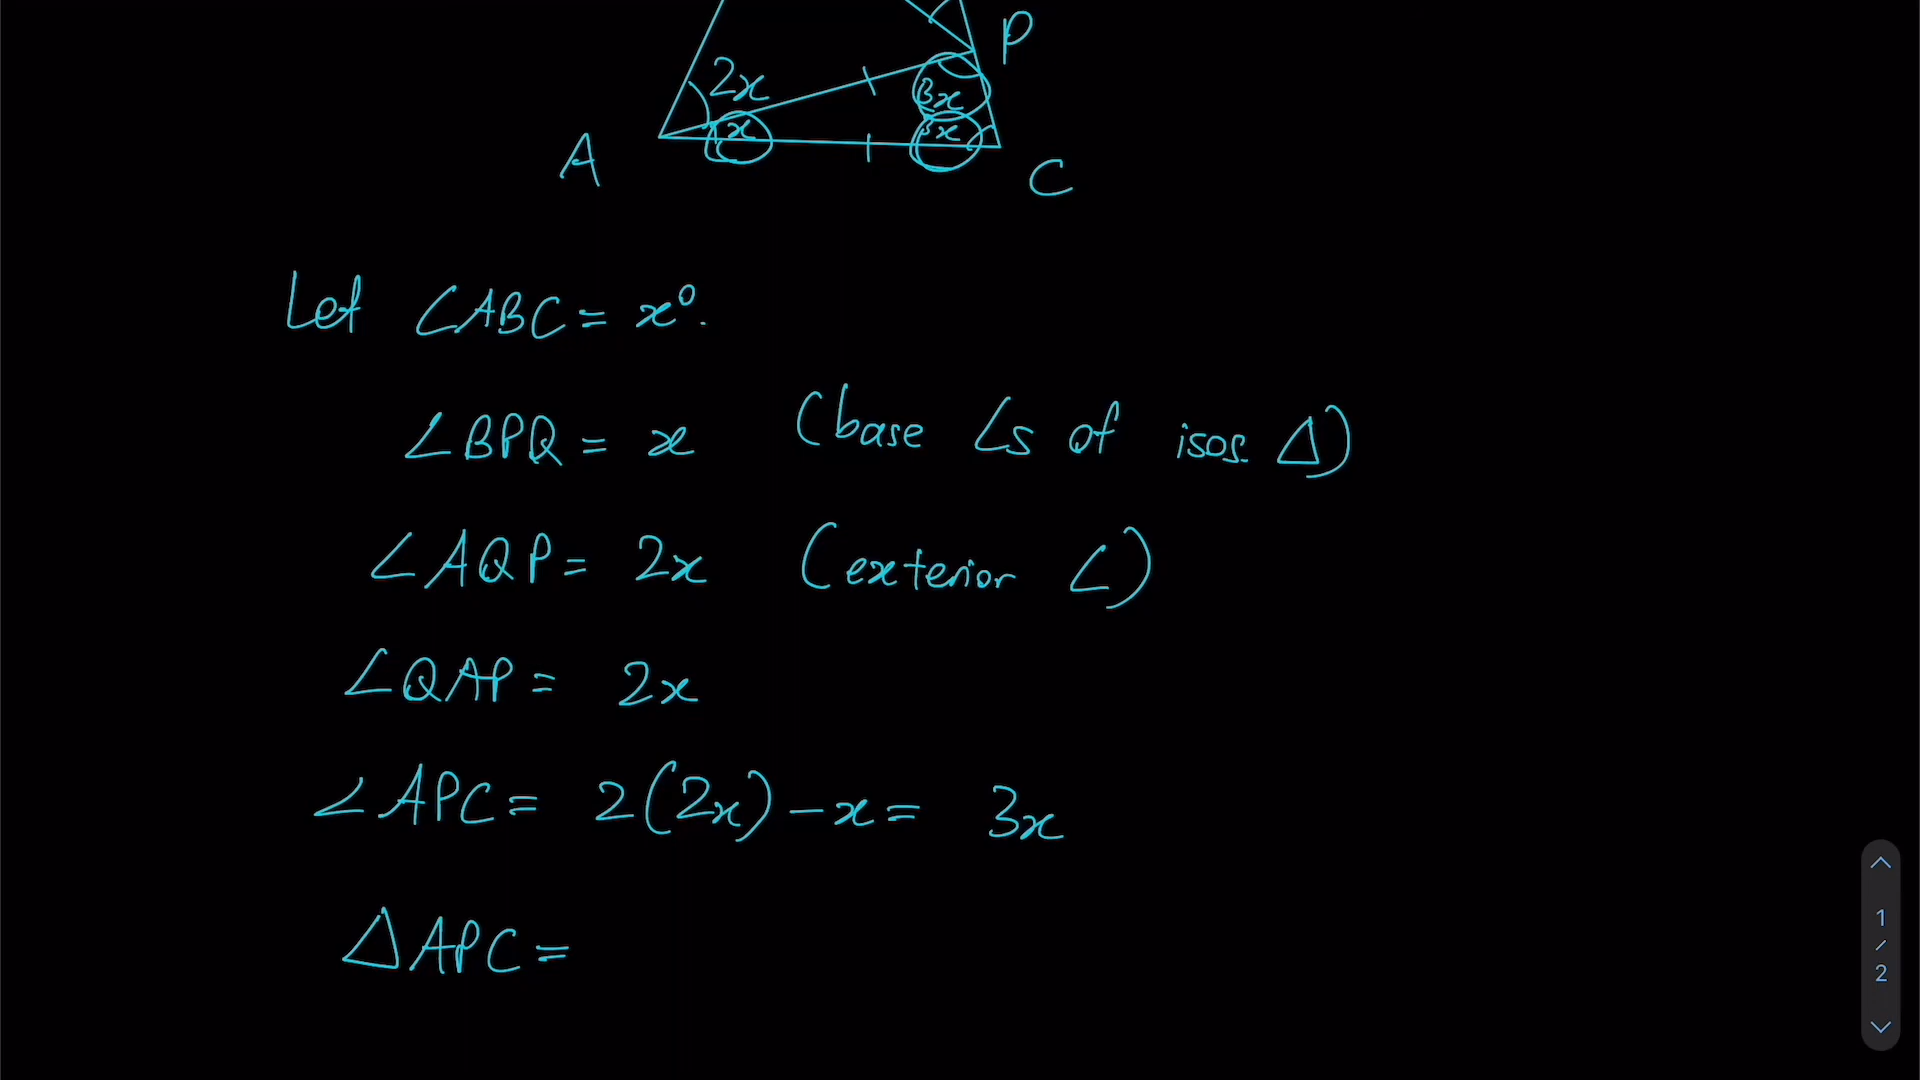 P
2x
3x
x
3x
A
C
Let ∠ABC = x°.
∠BPQ = x (base ∠s of isos. △)
∠AQP = 2x (exterior ∠)
∠QAP = 2x
∠APC = 2(2x) - x = 3x
△APC =
1
/
2